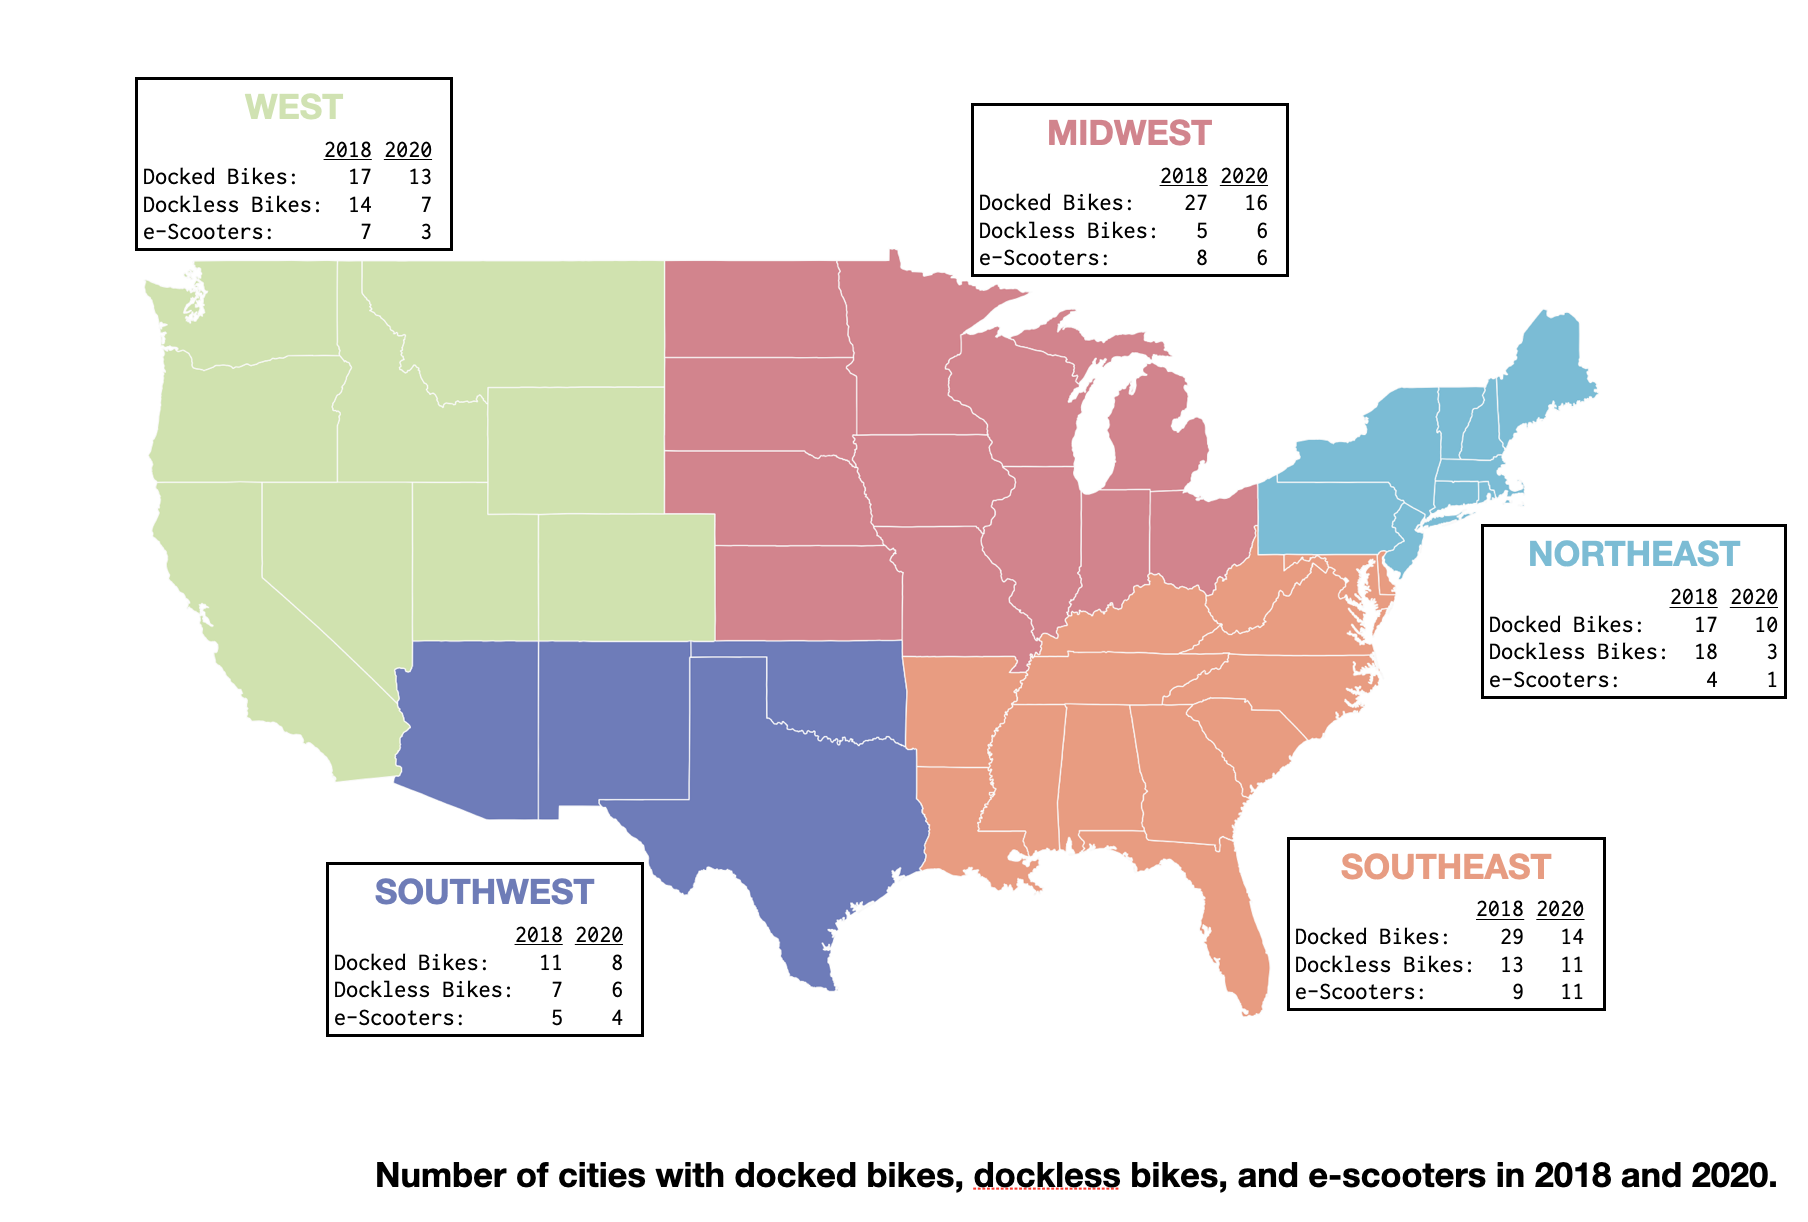 WEST
2018 2020
Docked Bikes: 17 13
Dockless Bikes: 14 7
e-Scooters: 7 3
MIDWEST
2018 2020
Docked Bikes: 27 16
Dockless Bikes: 5 6
e-Scooters: 8 6
NORTHEAST
2018 2020
Docked Bikes: 17 10
Dockless Bikes: 18 3
e-Scooters: 4 1
SOUTHWEST
2018 2020
Docked Bikes: 11 8
Dockless Bikes: 7 6
e-Scooters: 5 4
SOUTHEAST
2018 2020
Docked Bikes: 29 14
Dockless Bikes: 13 11
e-Scooters: 9 11
Number of cities with docked bikes, dockless bikes, and e-scooters in 2018 and 2020.